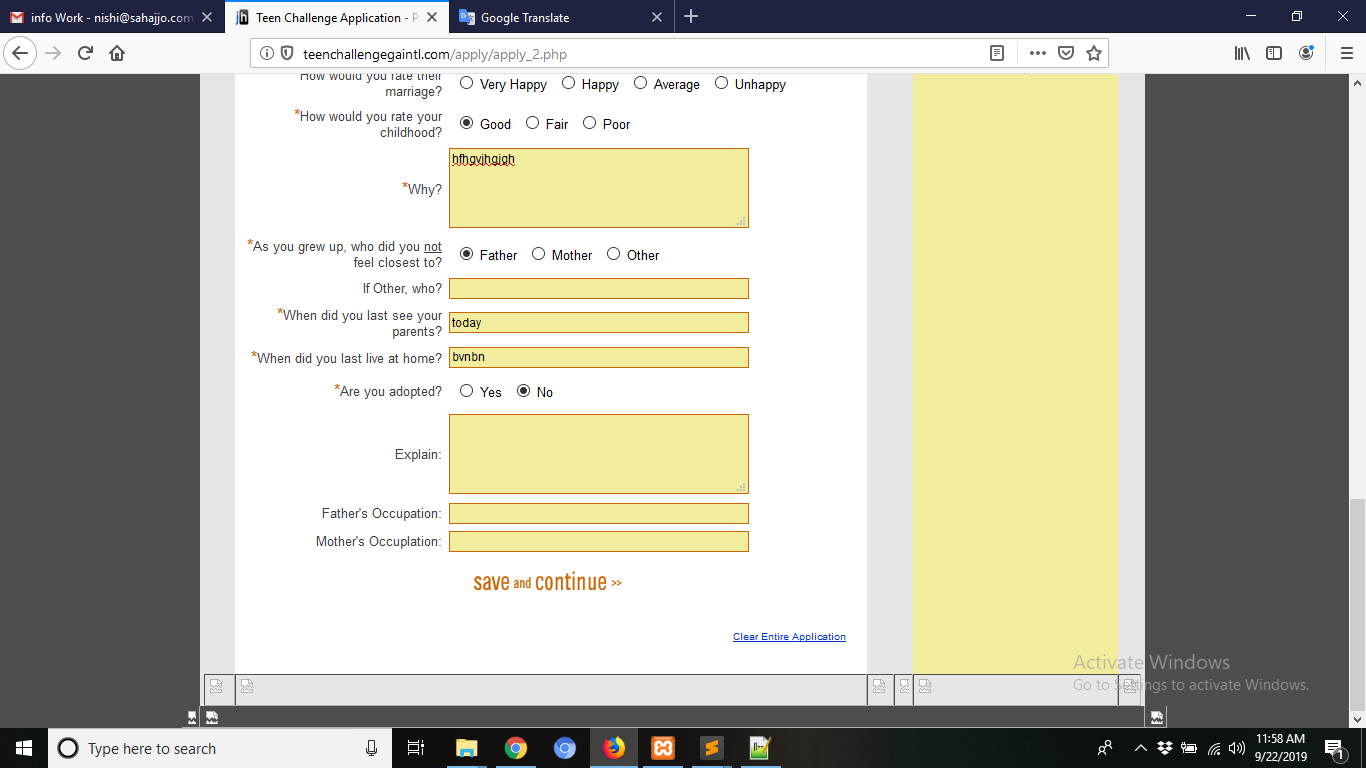 info Work - nishi@sahajjo.com
Teen Challenge Application - P
Google Translate
teenchallengegaintl.com/apply/apply_2.php
How would you rate their
marriage?
Very Happy Happy Average Unhappy
*How would you rate your
childhood?
Good Fair Poor
*Why?
hfhgvjhgjgh
*As you grew up, who did you not
feel closest to?
Father Mother Other
If Other, who?
*When did you last see your
parents?
today
*When did you last live at home?
bvnbn
*Are you adopted?
Yes No
Explain:
Father's Occupation:
Mother's Occuplation:
save and continue >>
Clear Entire Application
Activate Windows
Go to Settings to activate Windows.
Type here to search
11:58 AM
9/22/2019
1